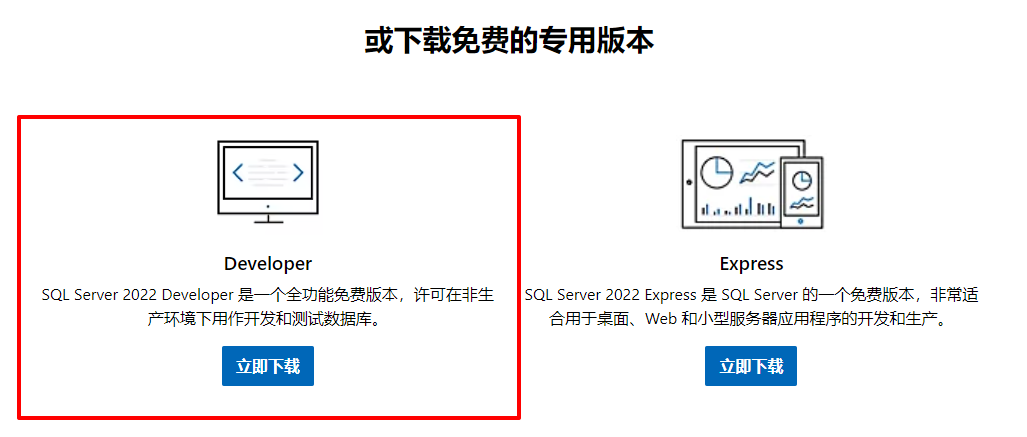 或下载免费的专用版本
Developer
SQL Server 2022 Developer 是一个全功能免费版本，许可在非生
产环境下用作开发和测试数据库。
立即下载
Express
SQL Server 2022 Express 是 SQL Server 的一个免费版本，非常适
合用于桌面、Web 和小型服务器应用程序的开发和生产。
立即下载